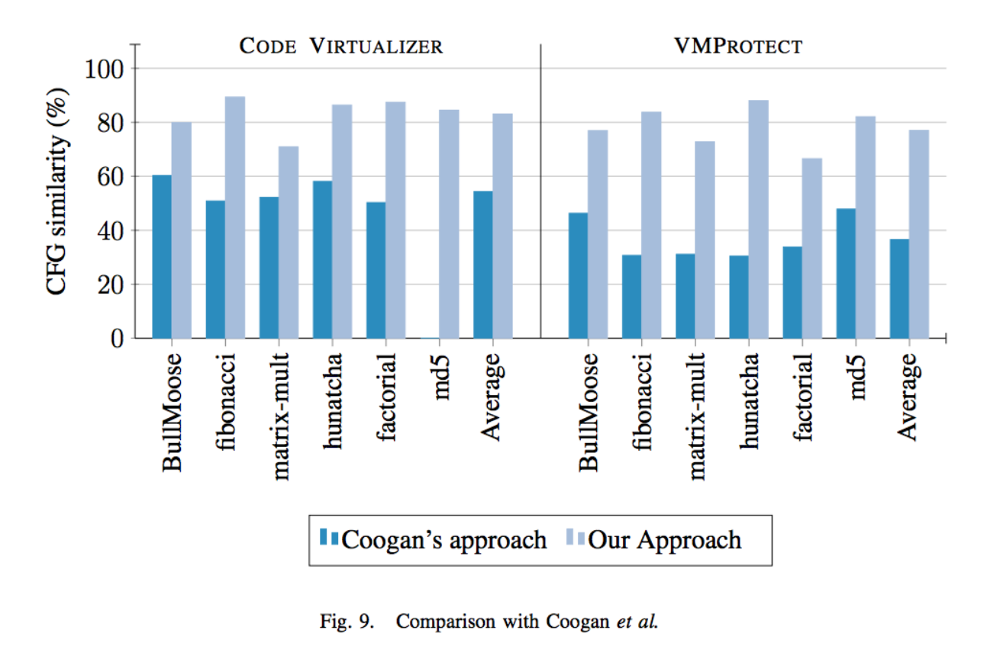 CODE VIRTUALIZER
VMPROTECT
CFG similarity (%)
100
80
60
40
20
0
BullMoose
fibonacci
matrix-mult
hunatcha
factorial
md5
Average
BullMoose
fibonacci
matrix-mult
hunatcha
factorial
md5
Average
Coogan's approach
Our Approach
Fig. 9. Comparison with Coogan et al.